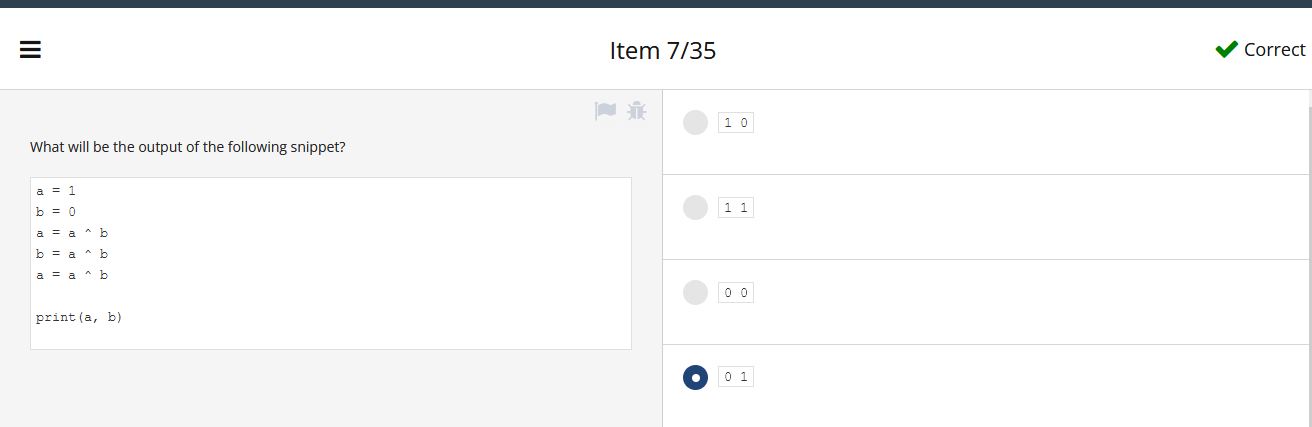 Item 7/35
Correct
What will be the output of the following snippet?
a = 1
b = 0
a = a ^ b
b = a ^ b
a = a ^ b
print(a, b)
1 0
1 1
0 0
0 1